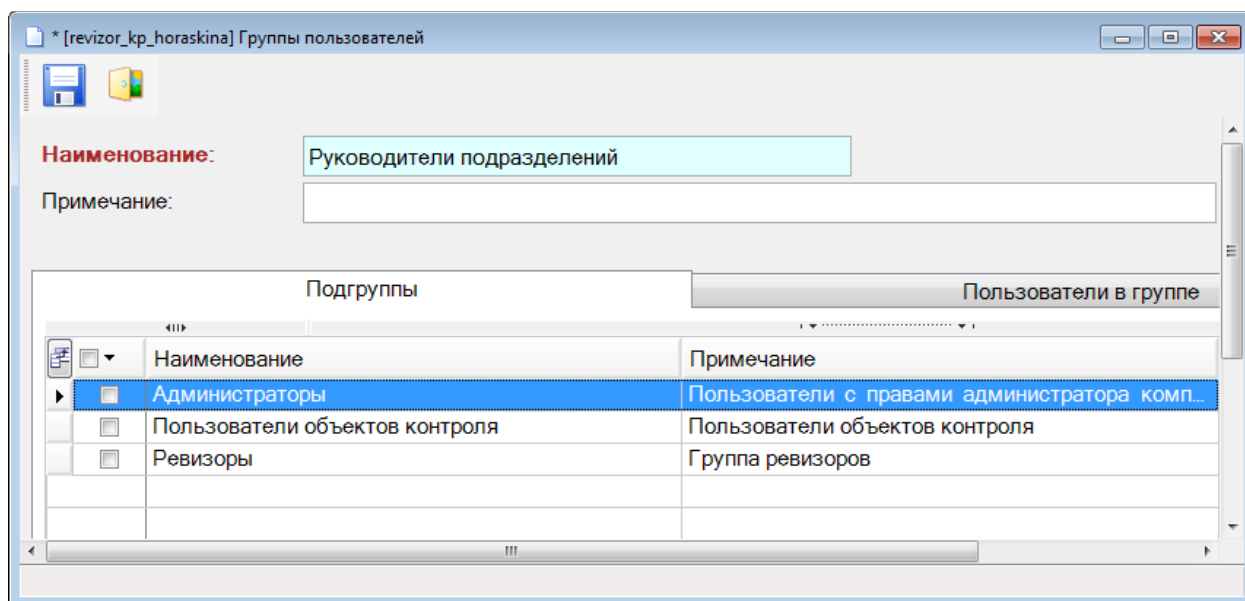 * [revizor_kp_horaskina] Группы пользователей
Наименование: Руководители подразделений
Примечание:
Подгруппы Пользователи в группе
Наименование Примечание
Администраторы Пользователи с правами администратора комп...
Пользователи объектов контроля Пользователи объектов контроля
Ревизоры Группа ревизоров